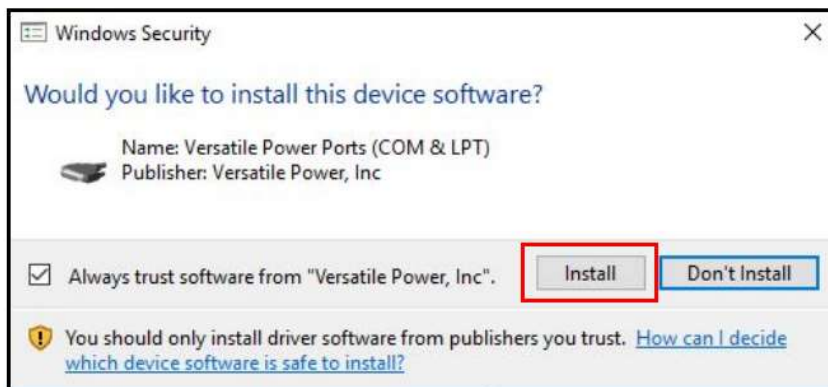 Windows Security
Would you like to install this device software?
Name: Versatile Power Ports (COM & LPT)
Publisher: Versatile Power, Inc
Always trust software from "Versatile Power, Inc".
Install
Don't Install
You should only install driver software from publishers you trust. How can I decide
which device software is safe to install?